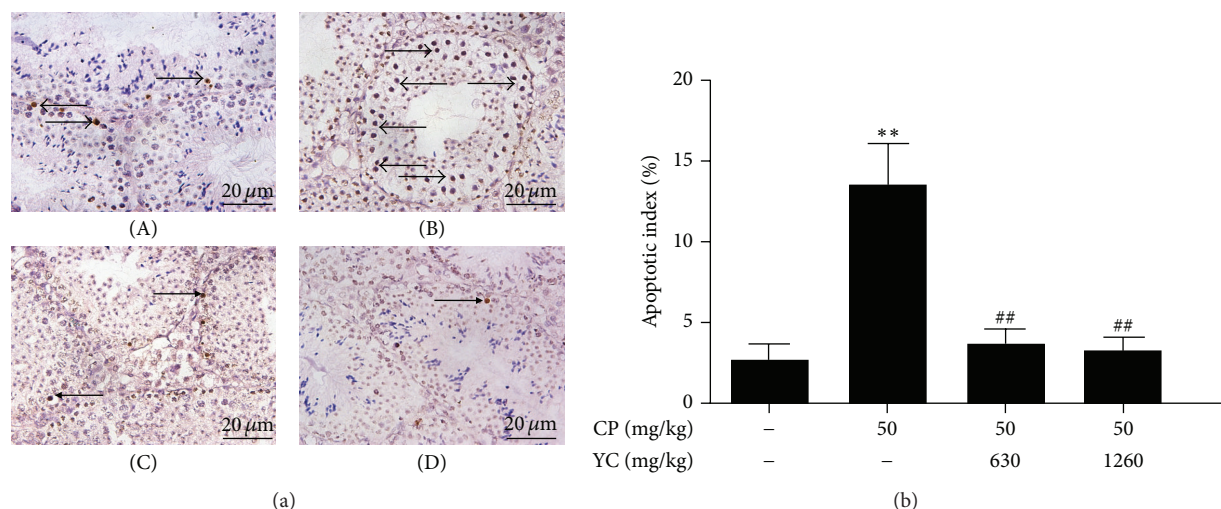 20 μm
20 μm
(A)
(B)
20 μm
20 μm
(C)
(D)
(a)
Apoptotic index (%)
20
15
10
5
0
**
##
##
CP (mg/kg) – 50 50 50
YC (mg/kg) – – 630 1260
(b)